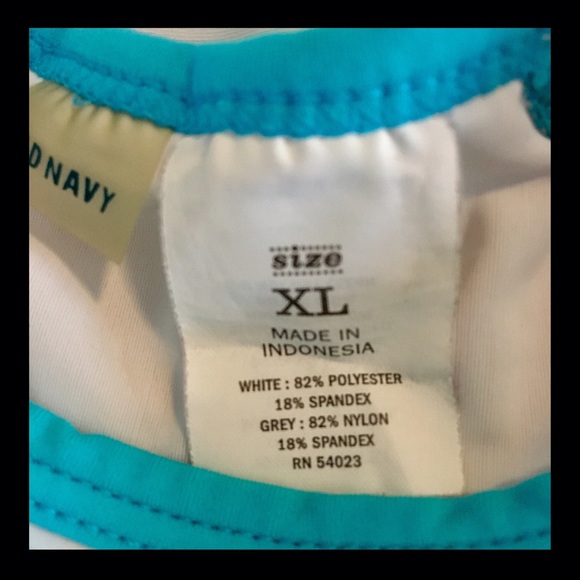 D NAVY
size
XL
MADE IN
INDONESIA
WHITE : 82% POLYESTER
18% SPANDEX
GREY : 82% NYLON
18% SPANDEX
RN 54023